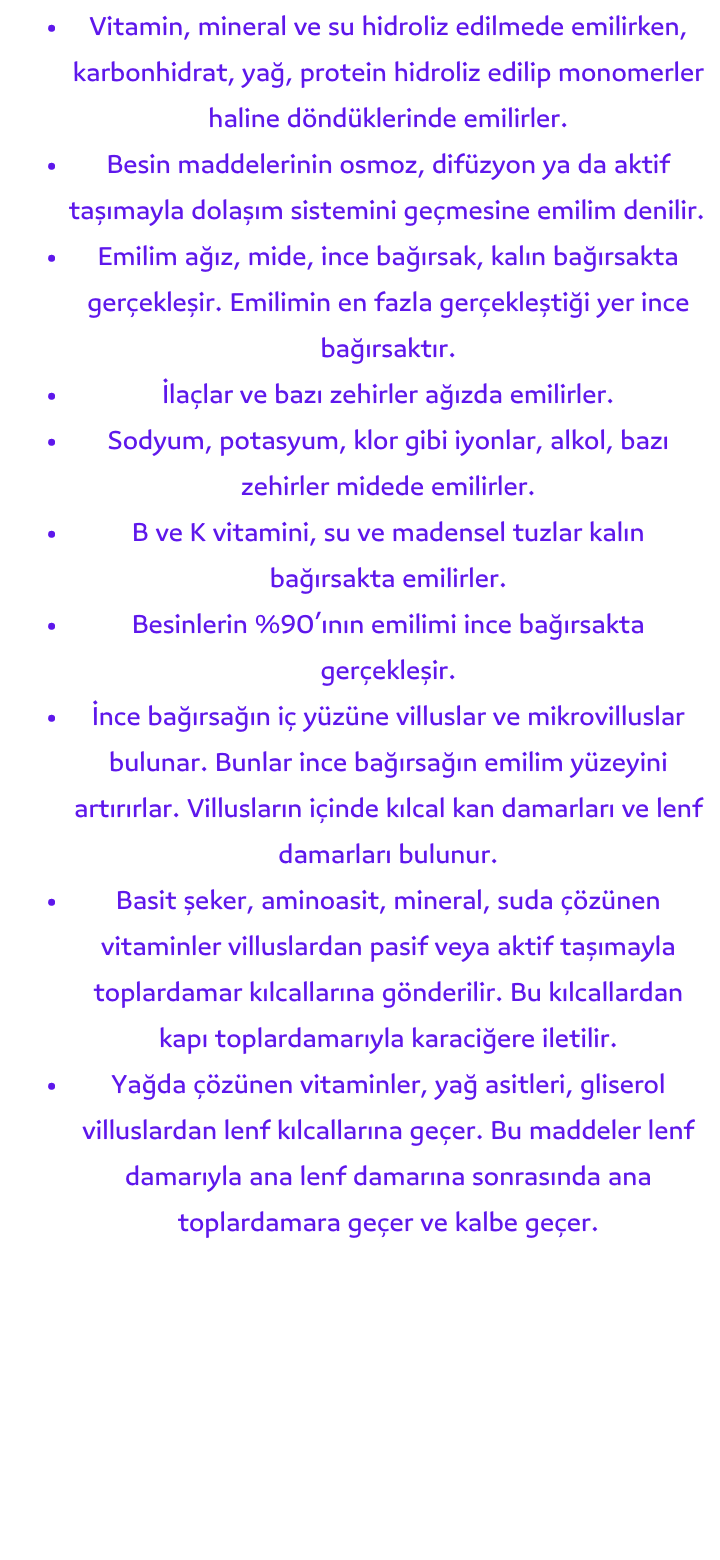 • Vitamin, mineral ve su hidroliz edilmede emilirken,
karbonhidrat, yağ, protein hidroliz edilip monomerler
haline döndüklerinde emilirler.
• Besin maddelerinin osmoz, difüzyon ya da aktif
taşımayla dolaşım sistemini geçmesine emilim denilir.
• Emilim ağız, mide, ince bağırsak, kalın bağırsakta
gerçekleşir. Emilimin en fazla gerçekleştiği yer ince
bağırsaktır.
• İlaçlar ve bazı zehirler ağızda emilirler.
• Sodyum, potasyum, klor gibi iyonlar, alkol, bazı
zehirler midede emilirler.
• B ve K vitamini, su ve madensel tuzlar kalın
bağırsakta emilirler.
• Besinlerin %90’ının emilimi ince bağırsakta
gerçekleşir.
• İnce bağırsağın iç yüzüne villuslar ve mikrovilluslar
bulunar. Bunlar ince bağırsağın emilim yüzeyini
artırırlar. Villusların içinde kılcal kan damarları ve lenf
damarları bulunur.
• Basit şeker, aminoasit, mineral, suda çözünen
vitaminler villuslardan pasif veya aktif taşımayla
toplardamar kılcallarına gönderilir. Bu kılcallardan
kapı toplardamarıyla karaciğere iletilir.
• Yağda çözünen vitaminler, yağ asitleri, gliserol
villuslardan lenf kılcallarına geçer. Bu maddeler lenf
damarıyla ana lenf damarına sonrasında ana
toplardamara geçer ve kalbe geçer.